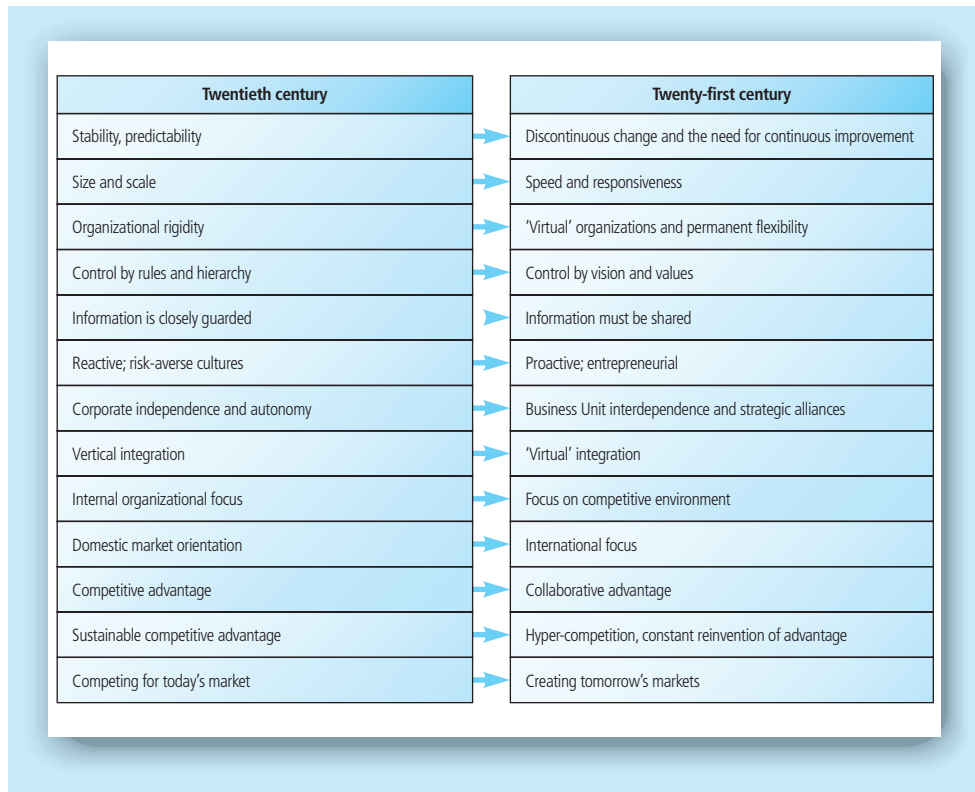 Twentieth century
Twenty-first century
Stability, predictability
Discontinuous change and the need for continuous improvement
Size and scale
Speed and responsiveness
Organizational rigidity
‘Virtual’ organizations and permanent flexibility
Control by rules and hierarchy
Control by vision and values
Information is closely guarded
Information must be shared
Reactive; risk-averse cultures
Proactive; entrepreneurial
Corporate independence and autonomy
Business Unit interdependence and strategic alliances
Vertical integration
‘Virtual’ integration
Internal organizational focus
Focus on competitive environment
Domestic market orientation
International focus
Competitive advantage
Collaborative advantage
Sustainable competitive advantage
Hyper-competition, constant reinvention of advantage
Competing for today’s market
Creating tomorrow’s markets